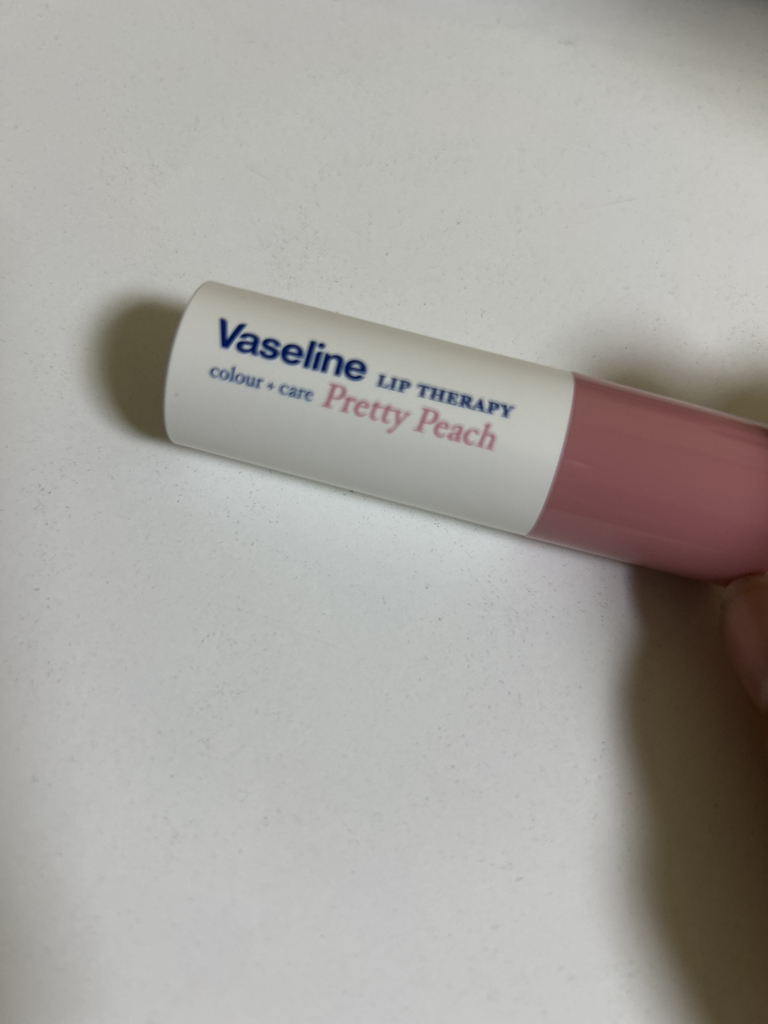 Vaseline LIP THERAPY
colour + care Pretty Peach